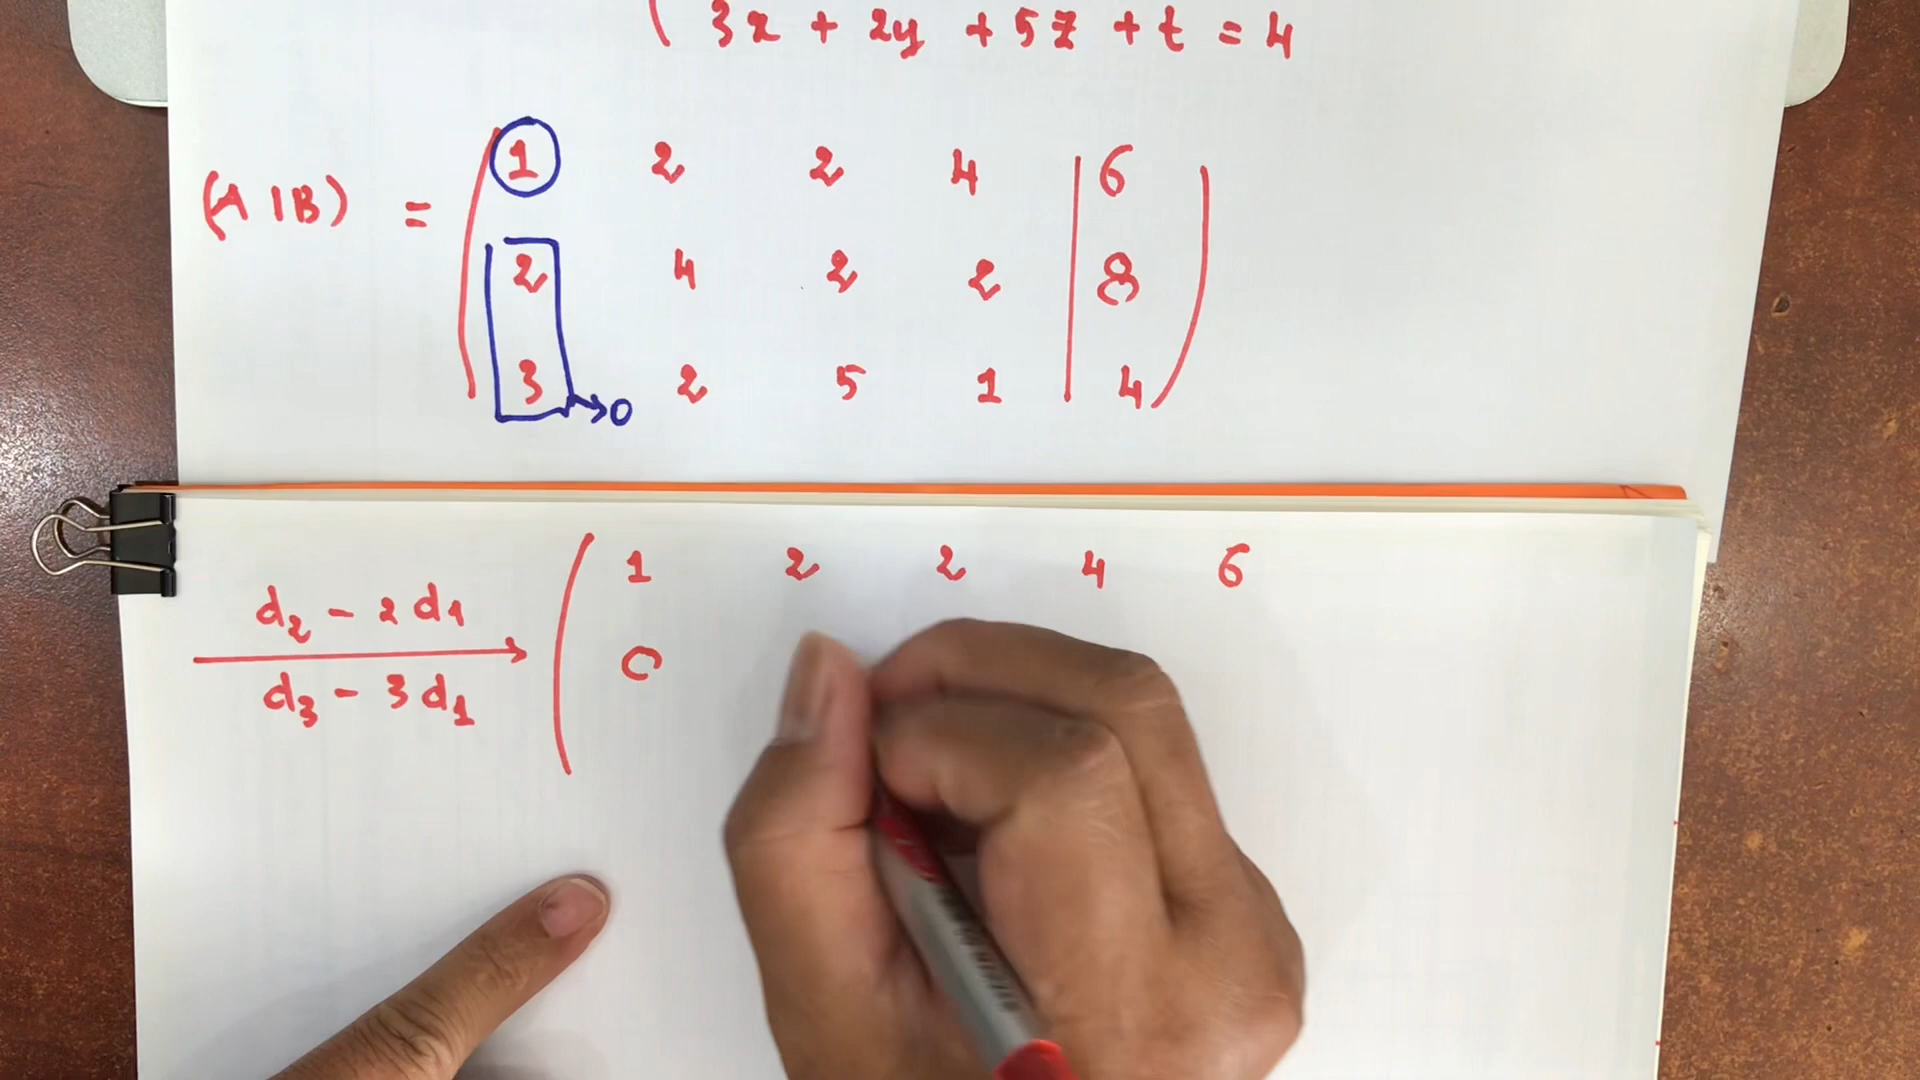 ( 3x + 2y + 5z + t = 4
(A | B) = ( 1 2 2 4 | 6
2 4 2 2 | 8
3 2 5 1 | 4 )
→ 0
d₂ - 2d₁
d₃ - 3d₁
( 1 2 2 4 6
0